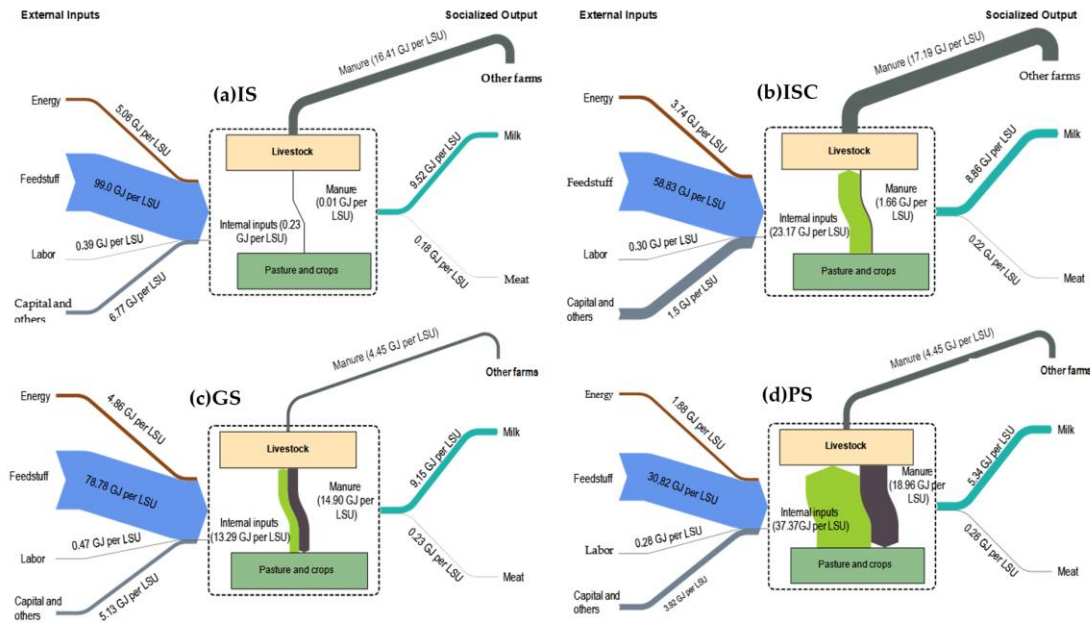 External Inputs
Socialized Output
Manure (16.41 GJ per LSU)
Other farms
(a)IS
Energy
5.06 GJ per LSU
Feedstuff
99.0 GJ per LSU
Labor
0.39 GJ per LSU
Capital and
others
6.77 GJ per LSU
Livestock
Manure
(0.01 GJ per
LSU)
Internal inputs (0.23
GJ per LSU)
Pasture and crops
9.52 GJ per LSU
Milk
0.18 GJ per LSU
Meat
External Inputs
Socialized Output
Manure (17.19 GJ per LSU)
Other farms
(b)ISC
Energy
3.74 GJ per LSU
Feedstuff
58.83 GJ per LSU
Labor
0.30 GJ per LSU
Capital and
others
1.5 GJ per LSU
Livestock
Manure
(1.66 GJ per
LSU)
Internal inputs
(23.17 GJ per LSU)
Pasture and crops
8.86 GJ per LSU
Milk
0.22 GJ per LSU
Meat
Manure (4.45 GJ per LSU)
Other farms
(c)GS
Energy
4.86 GJ per LSU
Feedstuff
78.78 GJ per LSU
Labor
0.47 GJ per LSU
Capital and
others
5.13 GJ per LSU
Livestock
Manure
(14.90 GJ per
LSU)
Internal inputs
(13.29 GJ per LSU)
Pasture and crops
9.15 GJ per LSU
Milk
0.23 GJ per LSU
Meat
Manure (4.45 GJ per LSU)
Other farms
(d)PS
Energy
1.88 GJ per LSU
Feedstuff
30.82 GJ per LSU
Labor
0.28 GJ per LSU
Capital and
others
3.92 GJ per LSU
Livestock
Manure
(18.96 GJ per
LSU)
Internal inputs
(37.37GJ per LSU)
Pasture and crops
5.34 GJ per LSU
Milk
0.26 GJ per LSU
Meat